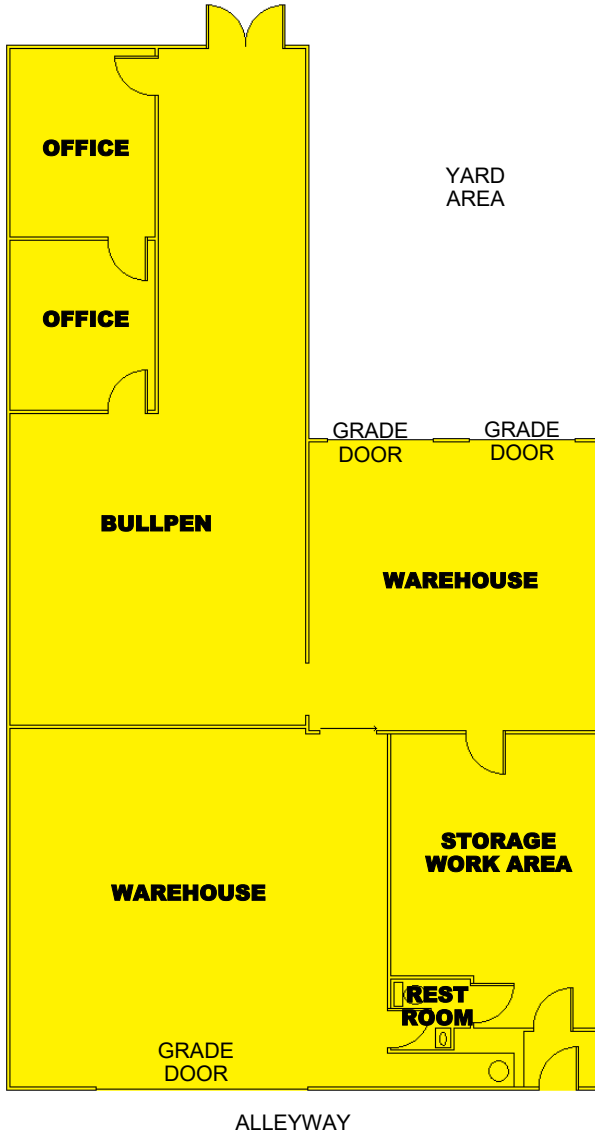 OFFICE
YARD
AREA
OFFICE
GRADE
DOOR
GRADE
DOOR
BULLPEN
WAREHOUSE
STORAGE
WORK AREA
WAREHOUSE
REST
ROOM
GRADE
DOOR
ALLEYWAY